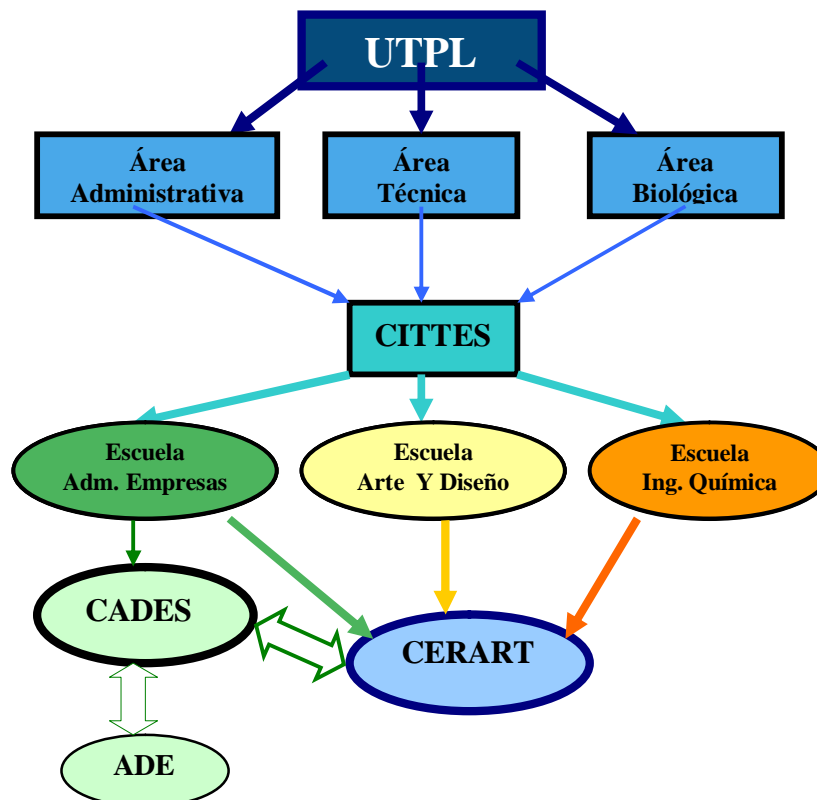 UTPL
Área
Administrativa
Área
Técnica
Área
Biológica
CITTES
Escuela
Adm. Empresas
Escuela
Arte Y Diseño
Escuela
Ing. Química
CADES
CERART
ADE